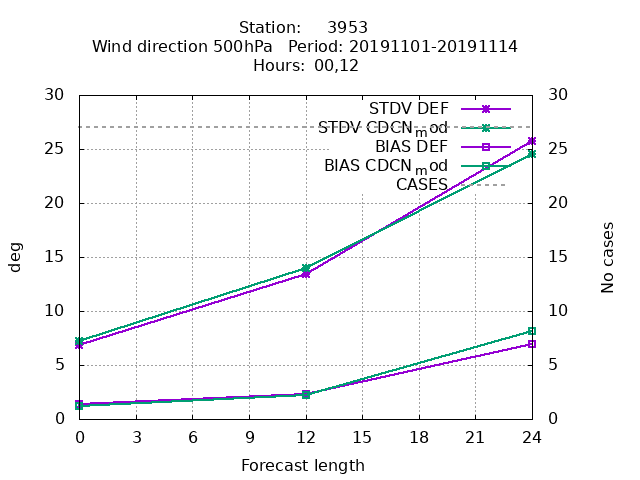 Station: 3953
Wind direction 500hPa Period: 20191101-20191114
Hours: 00,12
30 30
STDV DEF
STDV CDCNmod
25 25
BIAS DEF
BIAS CDCNmod
CASES
20 20
15 15
deg
No cases
10 10
5 5
0 0
0 3 6 9 12 15 18 21 24
Forecast length